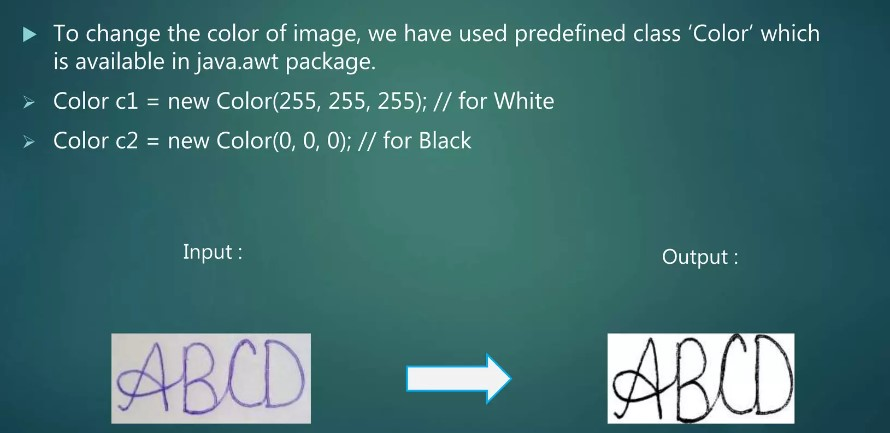 To change the color of image, we have used predefined class ‘Color’ which
is available in java.awt package.
Color c1 = new Color(255, 255, 255); // for White
Color c2 = new Color(0, 0, 0); // for Black
Input :
Output :
ABCD
ABCD